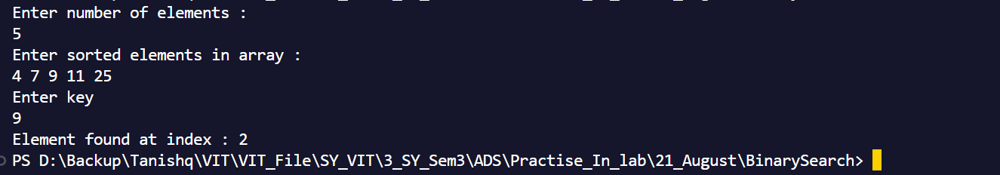 Enter number of elements :
5
Enter sorted elements in array :
4 7 9 11 25
Enter key
9
Element found at index : 2
PS D:\Backup\Tanishq\VIT\VIT_File\SY_VIT\3_SY_Sem3\ADS\Practise_In_lab\21_August\BinarySearch>